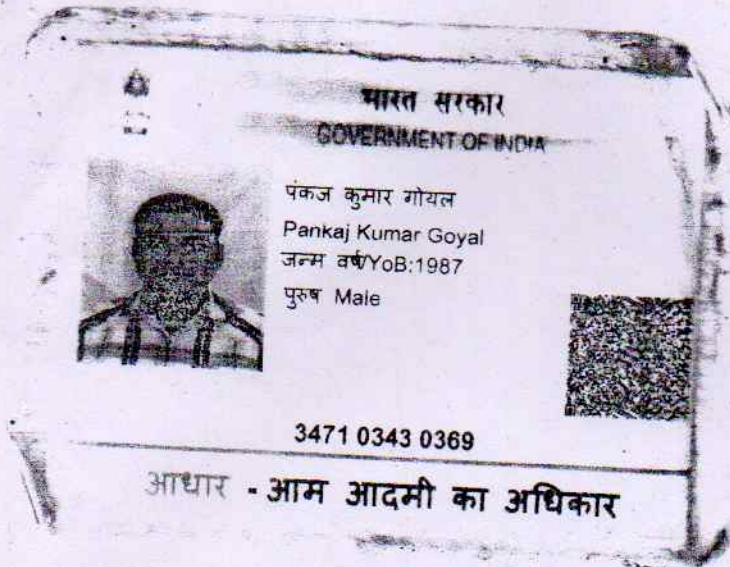 भारत सरकार
GOVERNMENT OF INDIA
पंकज कुमार गोयल
Pankaj Kumar Goyal
जन्म वर्ष/YoB:1987
पुरुष Male
3471 0343 0369
आधार - आम आदमी का अधिकार